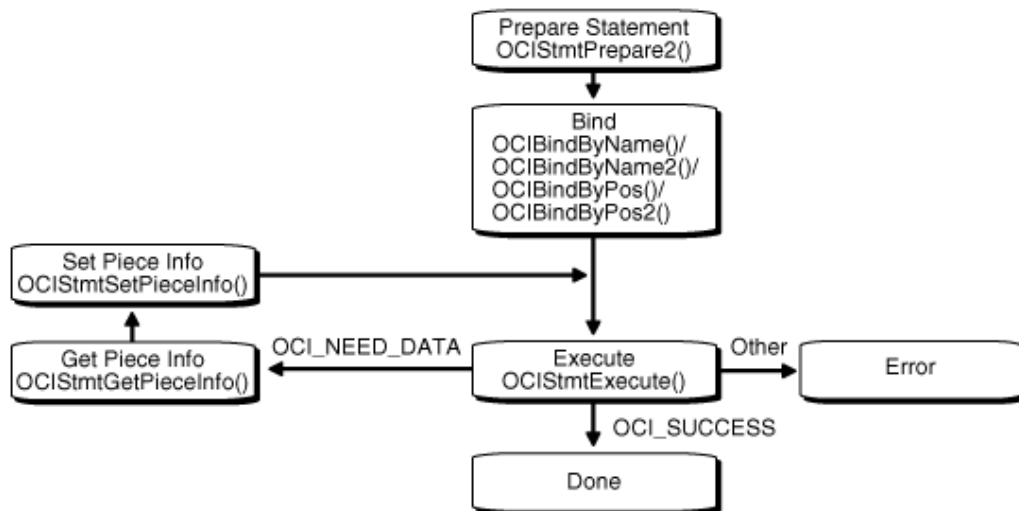 Prepare Statement
OCIStmtPrepare2()
Bind
OCIBindByName()/
OCIBindByName2()/
OCIBindByPos()/
OCIBindByPos2()
Set Piece Info
OCIStmtSetPieceInfo()
Get Piece Info
OCIStmtGetPieceInfo()
OCI_NEED_DATA
Execute
OCIStmtExecute()
Other
Error
OCI_SUCCESS
Done